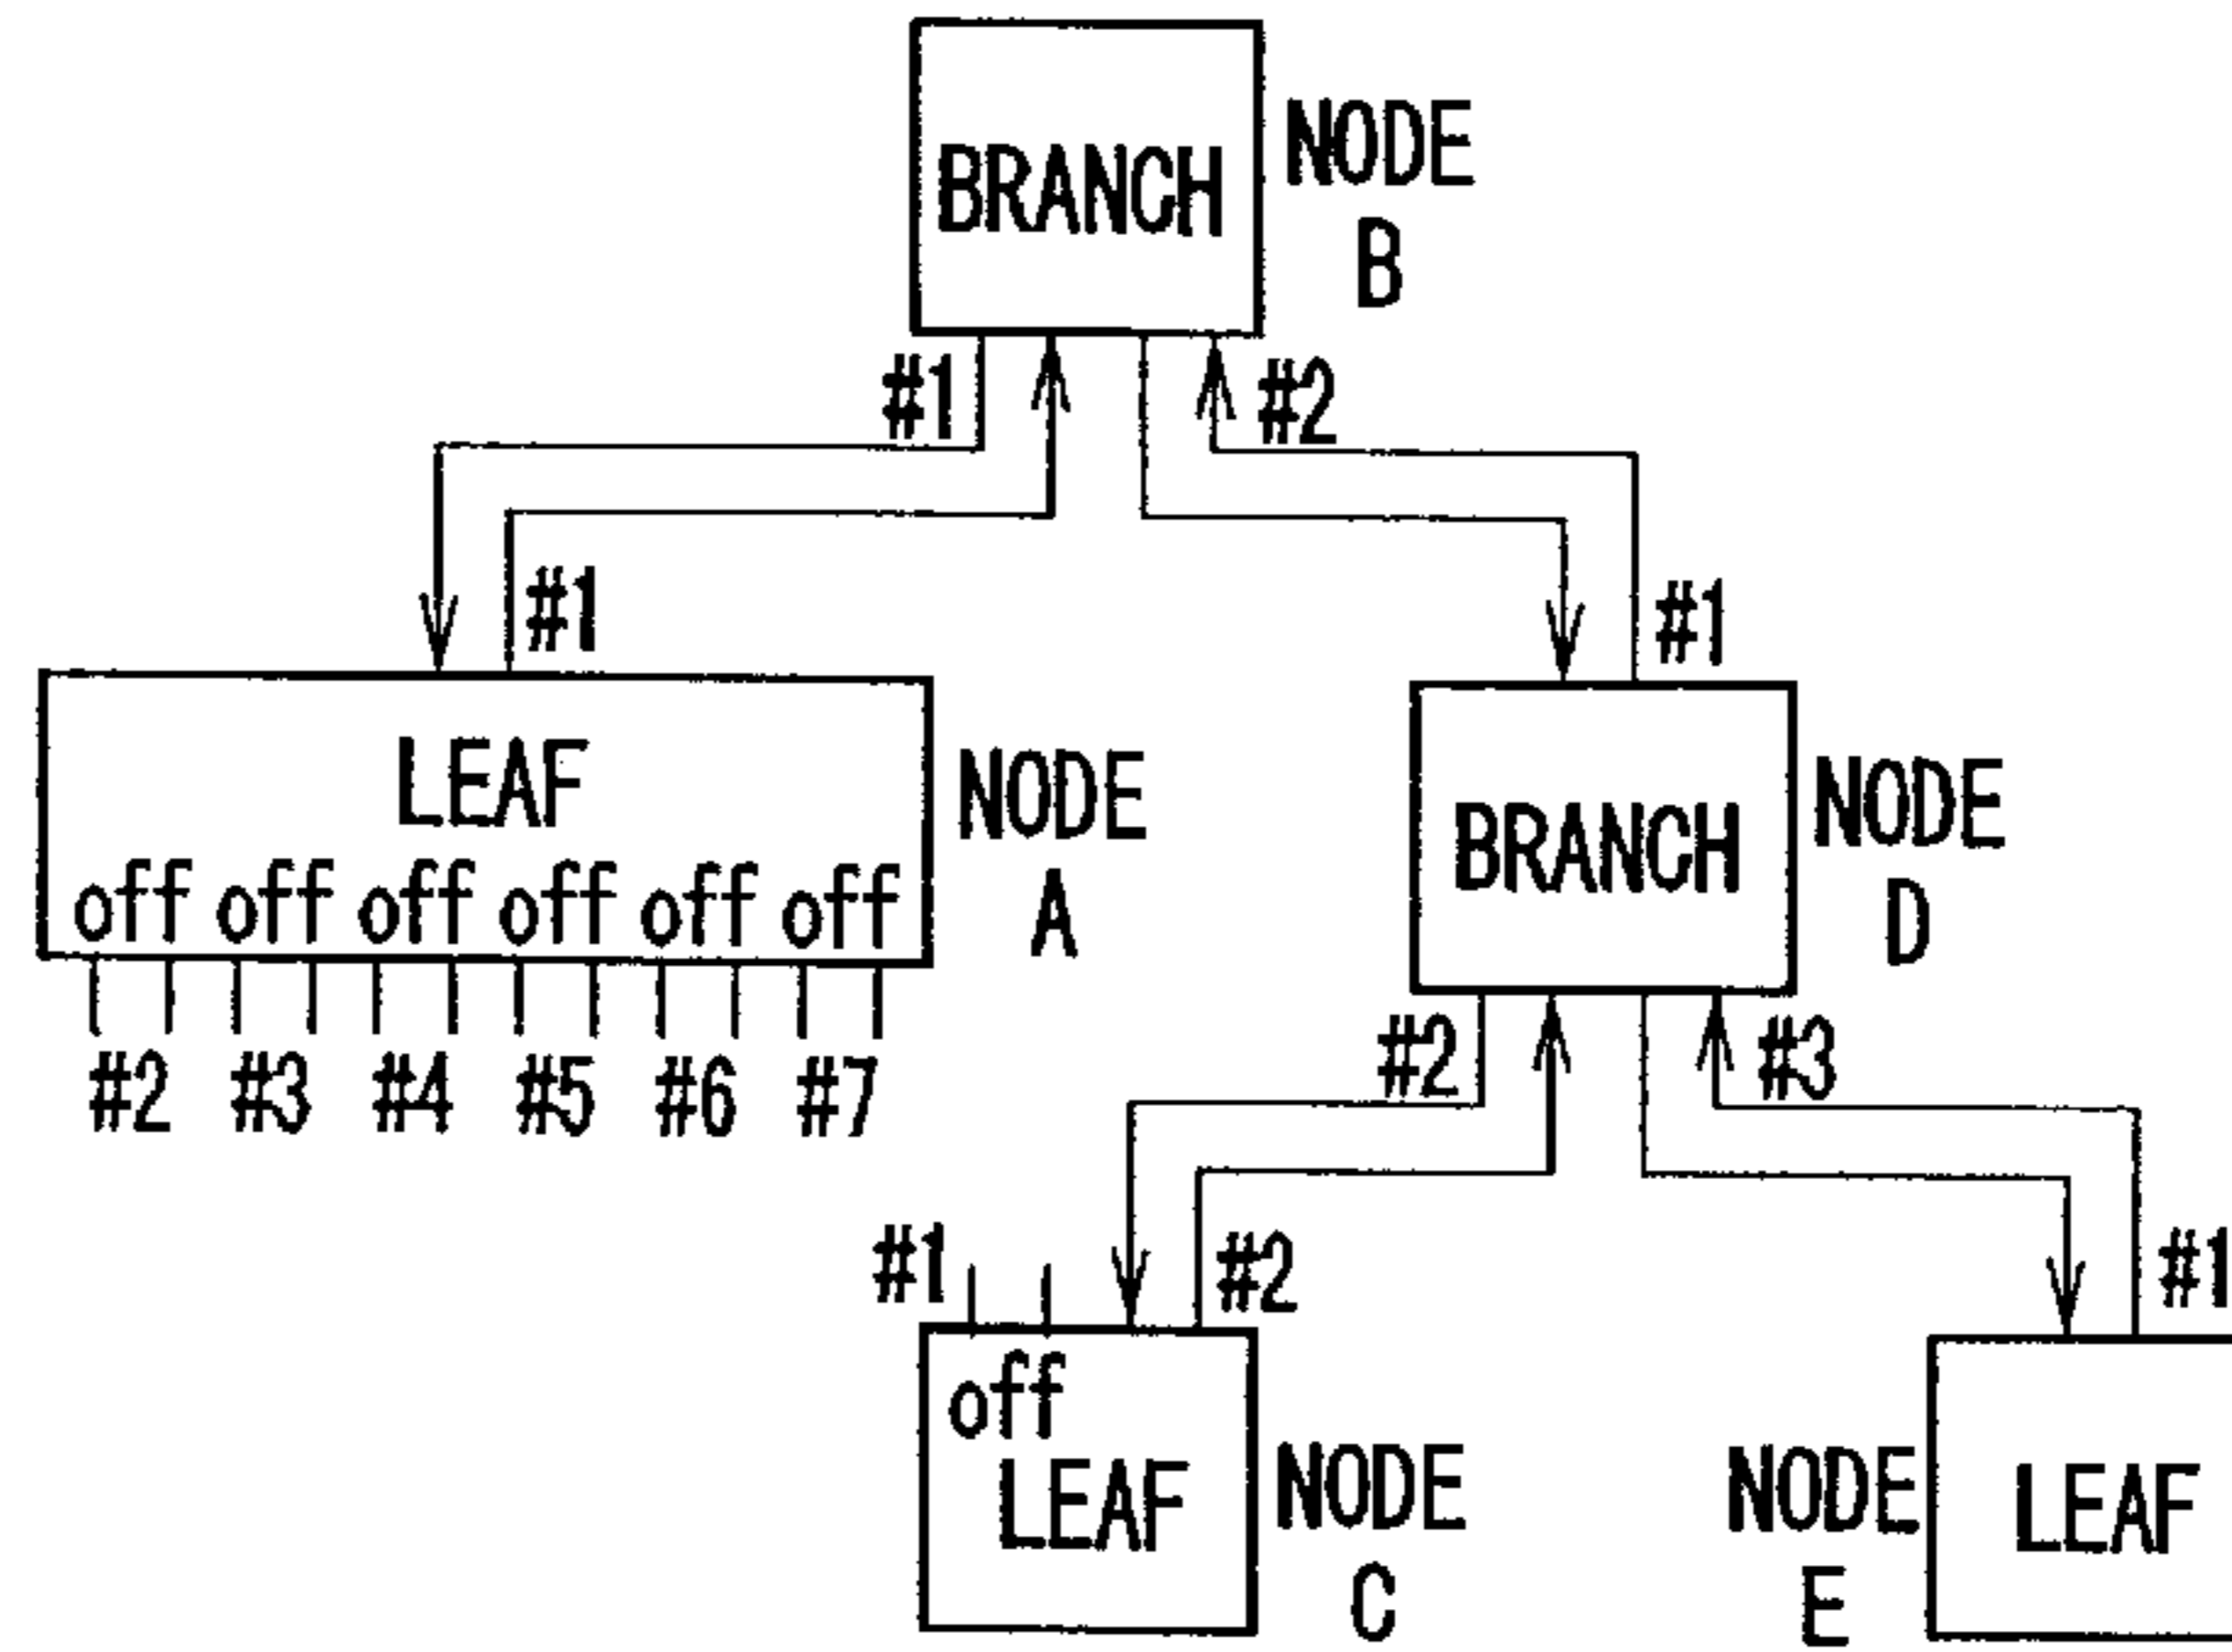 BRANCH
NODE
B
#1
#2
#1
#1
LEAF
NODE
A
off off off off off off
#2 #3 #4 #5 #6 #7
BRANCH
NODE
D
#2
#3
#1
#2
#1
off
LEAF
NODE
C
NODE
E
LEAF